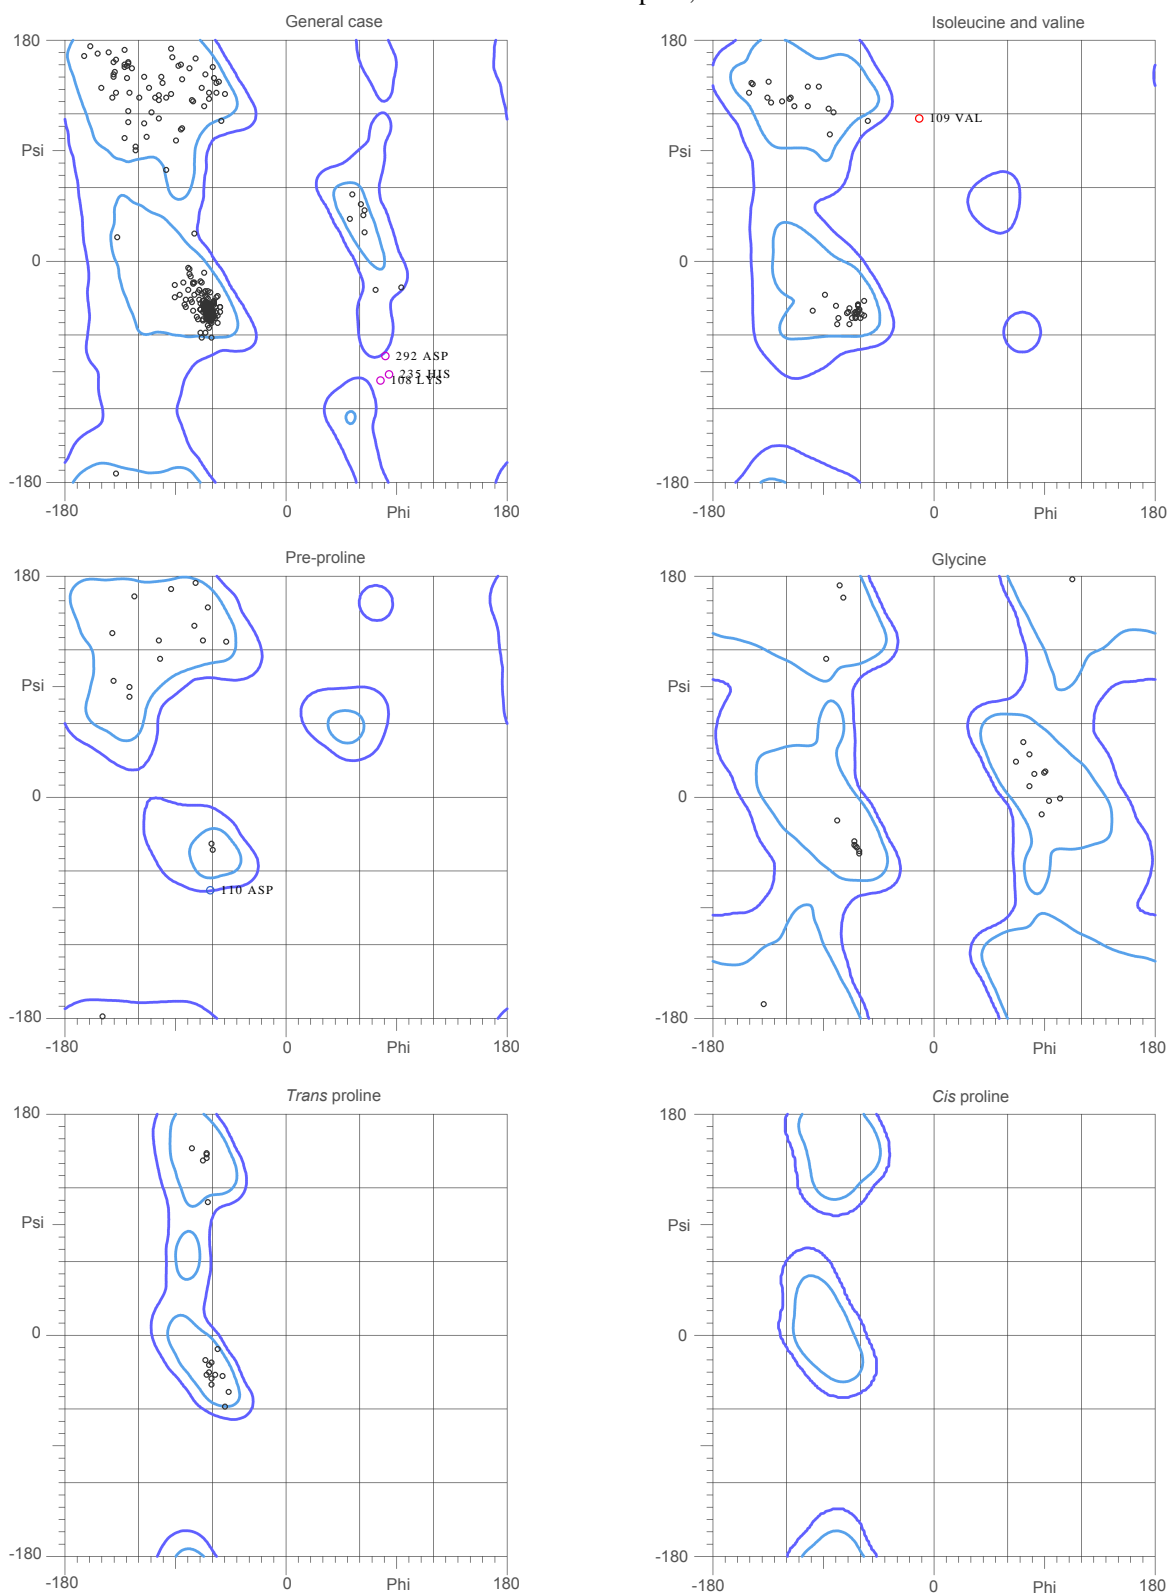 General case
Isoleucine and valine
180
180
109 VAL
Psi
Psi
0
0
292 ASP
235 HIS
108 LYS
-180
-180
-180
0
Phi
180
-180
0
Phi
180
Pre-proline
Glycine
180
180
Psi
Psi
0
0
110 ASP
-180
-180
-180
0
Phi
180
-180
0
Phi
180
Trans proline
Cis proline
180
180
Psi
Psi
0
0
-180
-180
-180
0
Phi
180
-180
0
Phi
180